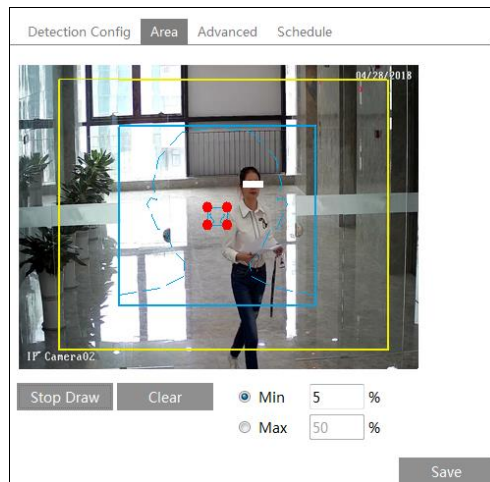 Detection Config Area Advanced Schedule
04/28/2018
IP Camera02
Stop Draw Clear Min 5 %
Max 50 %
Save